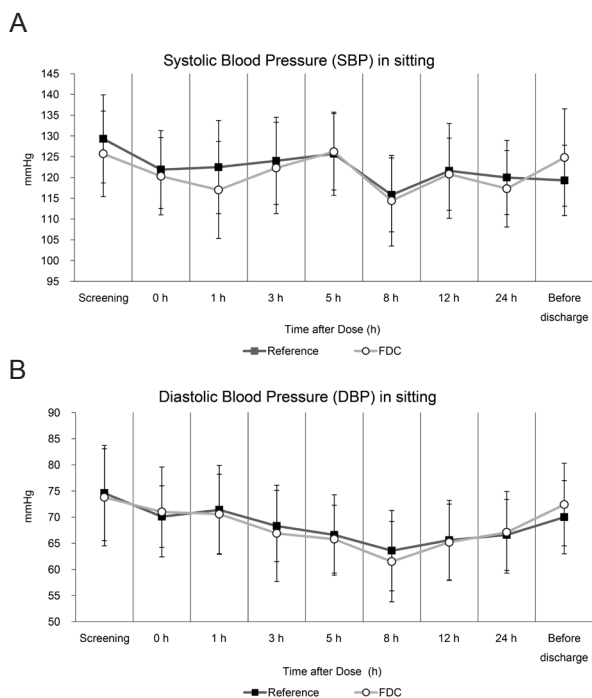 A
Systolic Blood Pressure (SBP) in sitting
145
140
135
130
125
120
115
110
105
100
95
mmHg
Screening 0 h 1 h 3 h 5 h 8 h 12 h 24 h Before discharge
Time after Dose (h)
Reference FDC
B
Diastolic Blood Pressure (DBP) in sitting
90
85
80
75
70
65
60
55
50
mmHg
Screening 0 h 1 h 3 h 5 h 8 h 12 h 24 h Before discharge
Time after Dose (h)
Reference FDC